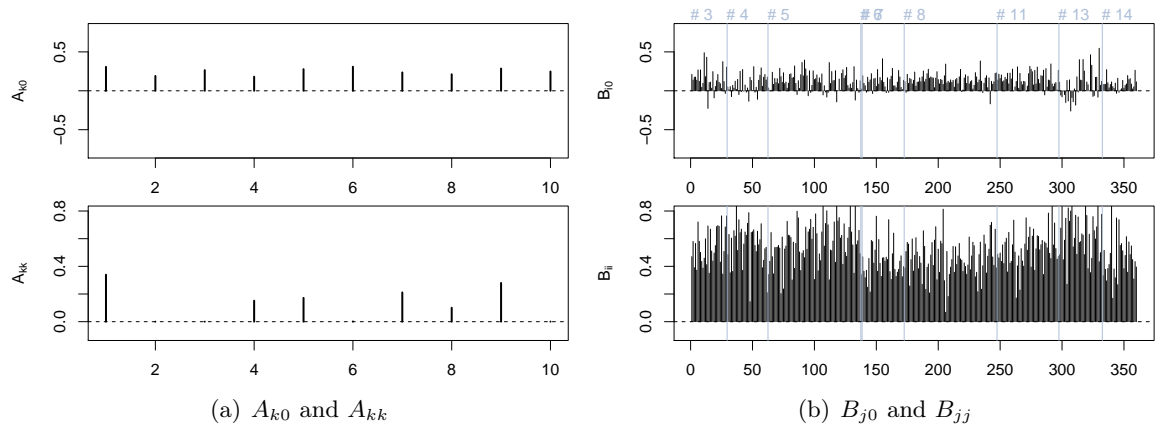 # 3 # 4 # 5 # 7 # 8 # 11 # 13 # 14
A_{k0}
−0.5 0.5
2 4 6 8 10
B_{i0}
−0.5 0.5
0 50 100 150 200 250 300 350
A_{kk}
0.0 0.4 0.8
2 4 6 8 10
B_{ii}
0.0 0.4 0.8
0 50 100 150 200 250 300 350
(a) A_{k0} and A_{kk}
(b) B_{j0} and B_{jj}